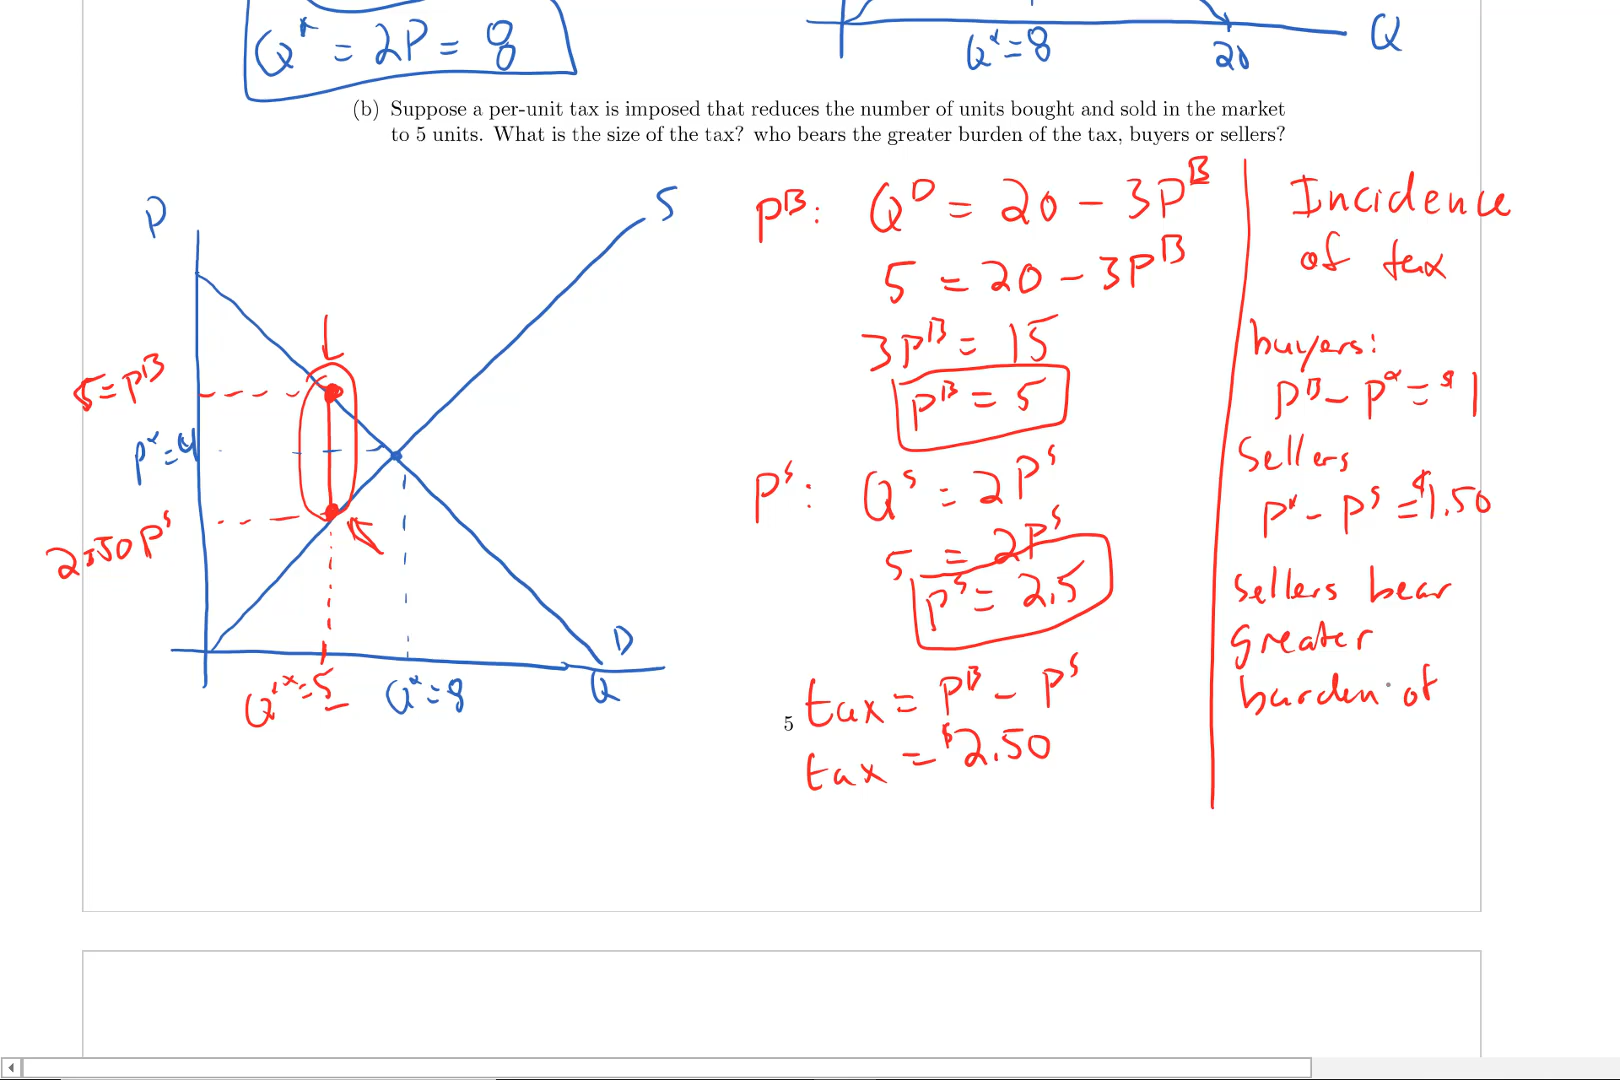 Q* = 2P = 8
Q
Q* = 8
20
(b) Suppose a per-unit tax is imposed that reduces the number of units bought and sold in the market
to 5 units. What is the size of the tax? who bears the greater burden of the tax, buyers or sellers?
P
S
5 = P^B
P* = 4
2.50 P^S
D
Q'* = 5
Q* = 8
Q
P^B: Q^D = 20 - 3P^B
5 = 20 - 3P^B
3P^B = 15
P^B = 5
P^S: Q^S = 2P^S
5 = 2P^S
P^S = 2.5
tax = P^B - P^S
5
tax = $2.50
Incidence
of tax
buyers:
P^B - P* = $1
Sellers
P* - P^S = $1.50
Sellers bear
greater
burden of